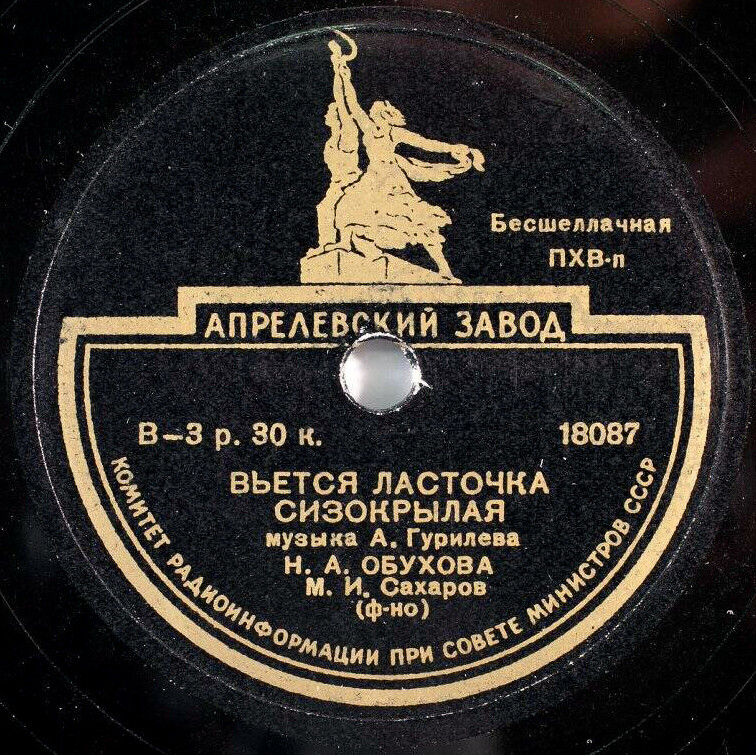 Бесшеллачная
ПХВ-п
АПРЕЛЕВСКИЙ ЗАВОД
В–3 р. 30 к.
18087
ВЬЕТСЯ ЛАСТОЧКА
СИЗОКРЫЛАЯ
музыка А. Гурилева
Н. А. ОБУХОВА
М. И. Сахаров
(ф-но)
КОМИТЕТ РАДИОИНФОРМАЦИИ ПРИ СОВЕТЕ МИНИСТРОВ СССР